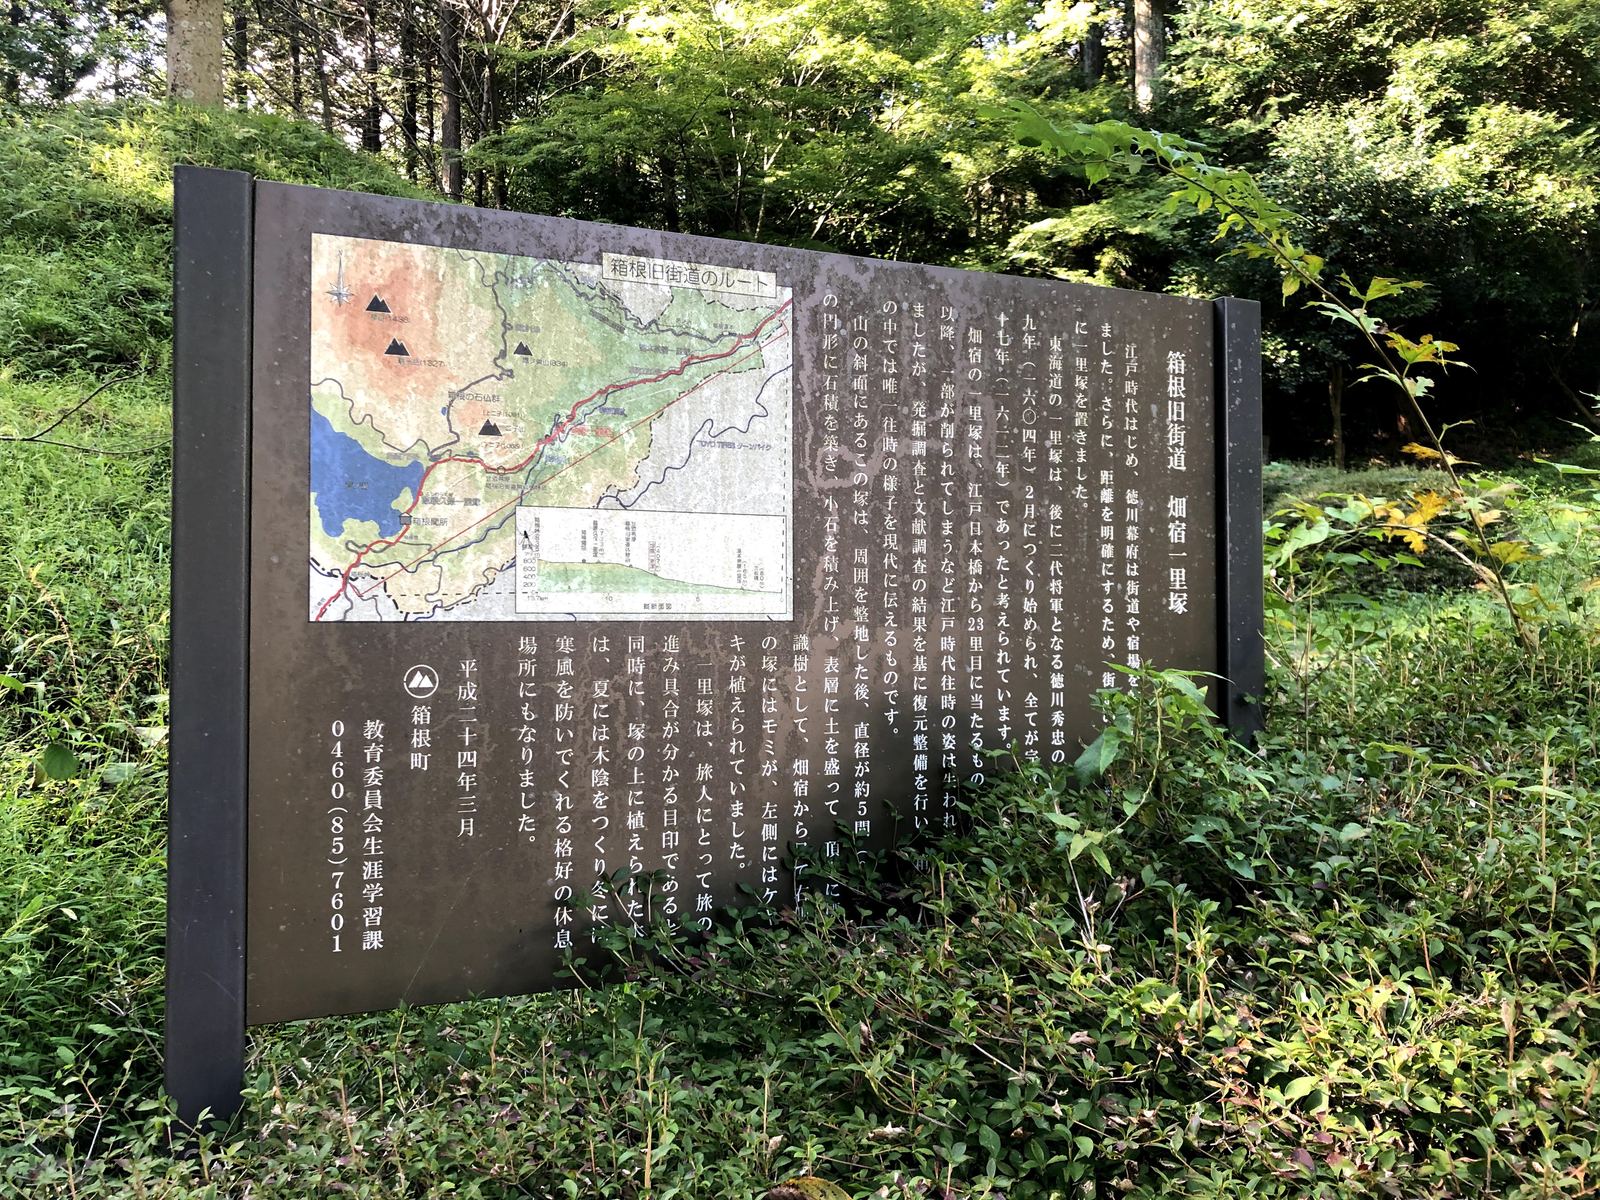 箱根旧街道　畑宿一里塚
江戸時代はじめ、徳川幕府は街道や宿場を
ました。さらに、距離を明確にするため、街
に一里塚を置きました。
東海道の一里塚は、後に二代将軍となる徳川秀忠の
九年（一六〇四年）２月につくり始められ、全てが完
十七年（一六一二年）であったと考えられています。
畑宿の一里塚は、江戸日本橋から23里目に当たるもの
以降、一部が削られてしまうなど江戸時代往時の姿は失われ
ましたが、発掘調査と文献調査の結果を基に復元整備を行い
の中では唯一往時の様子を現代に伝えるものです。
山の斜面にあるこの塚は、周囲を整地した後、直径が約５間（
の円形に石積を築き、小石を積み上げ、表層に土を盛って、頂
識樹として、畑宿から
の塚にはモミが、左側にはケ
キが植えられていました。
一里塚は、旅人にとって旅の
進み具合が分かる目印であると
同時に、塚の上に植えられた木
は、夏には木陰をつくり冬には
寒風を防いでくれる格好の休息
場所にもなりました。
平成二十四年三月
箱根町
教育委員会生涯学習課
0460(85)7601
箱根旧街道のルート
箱根の石仏群
箱根関所
縦断面図